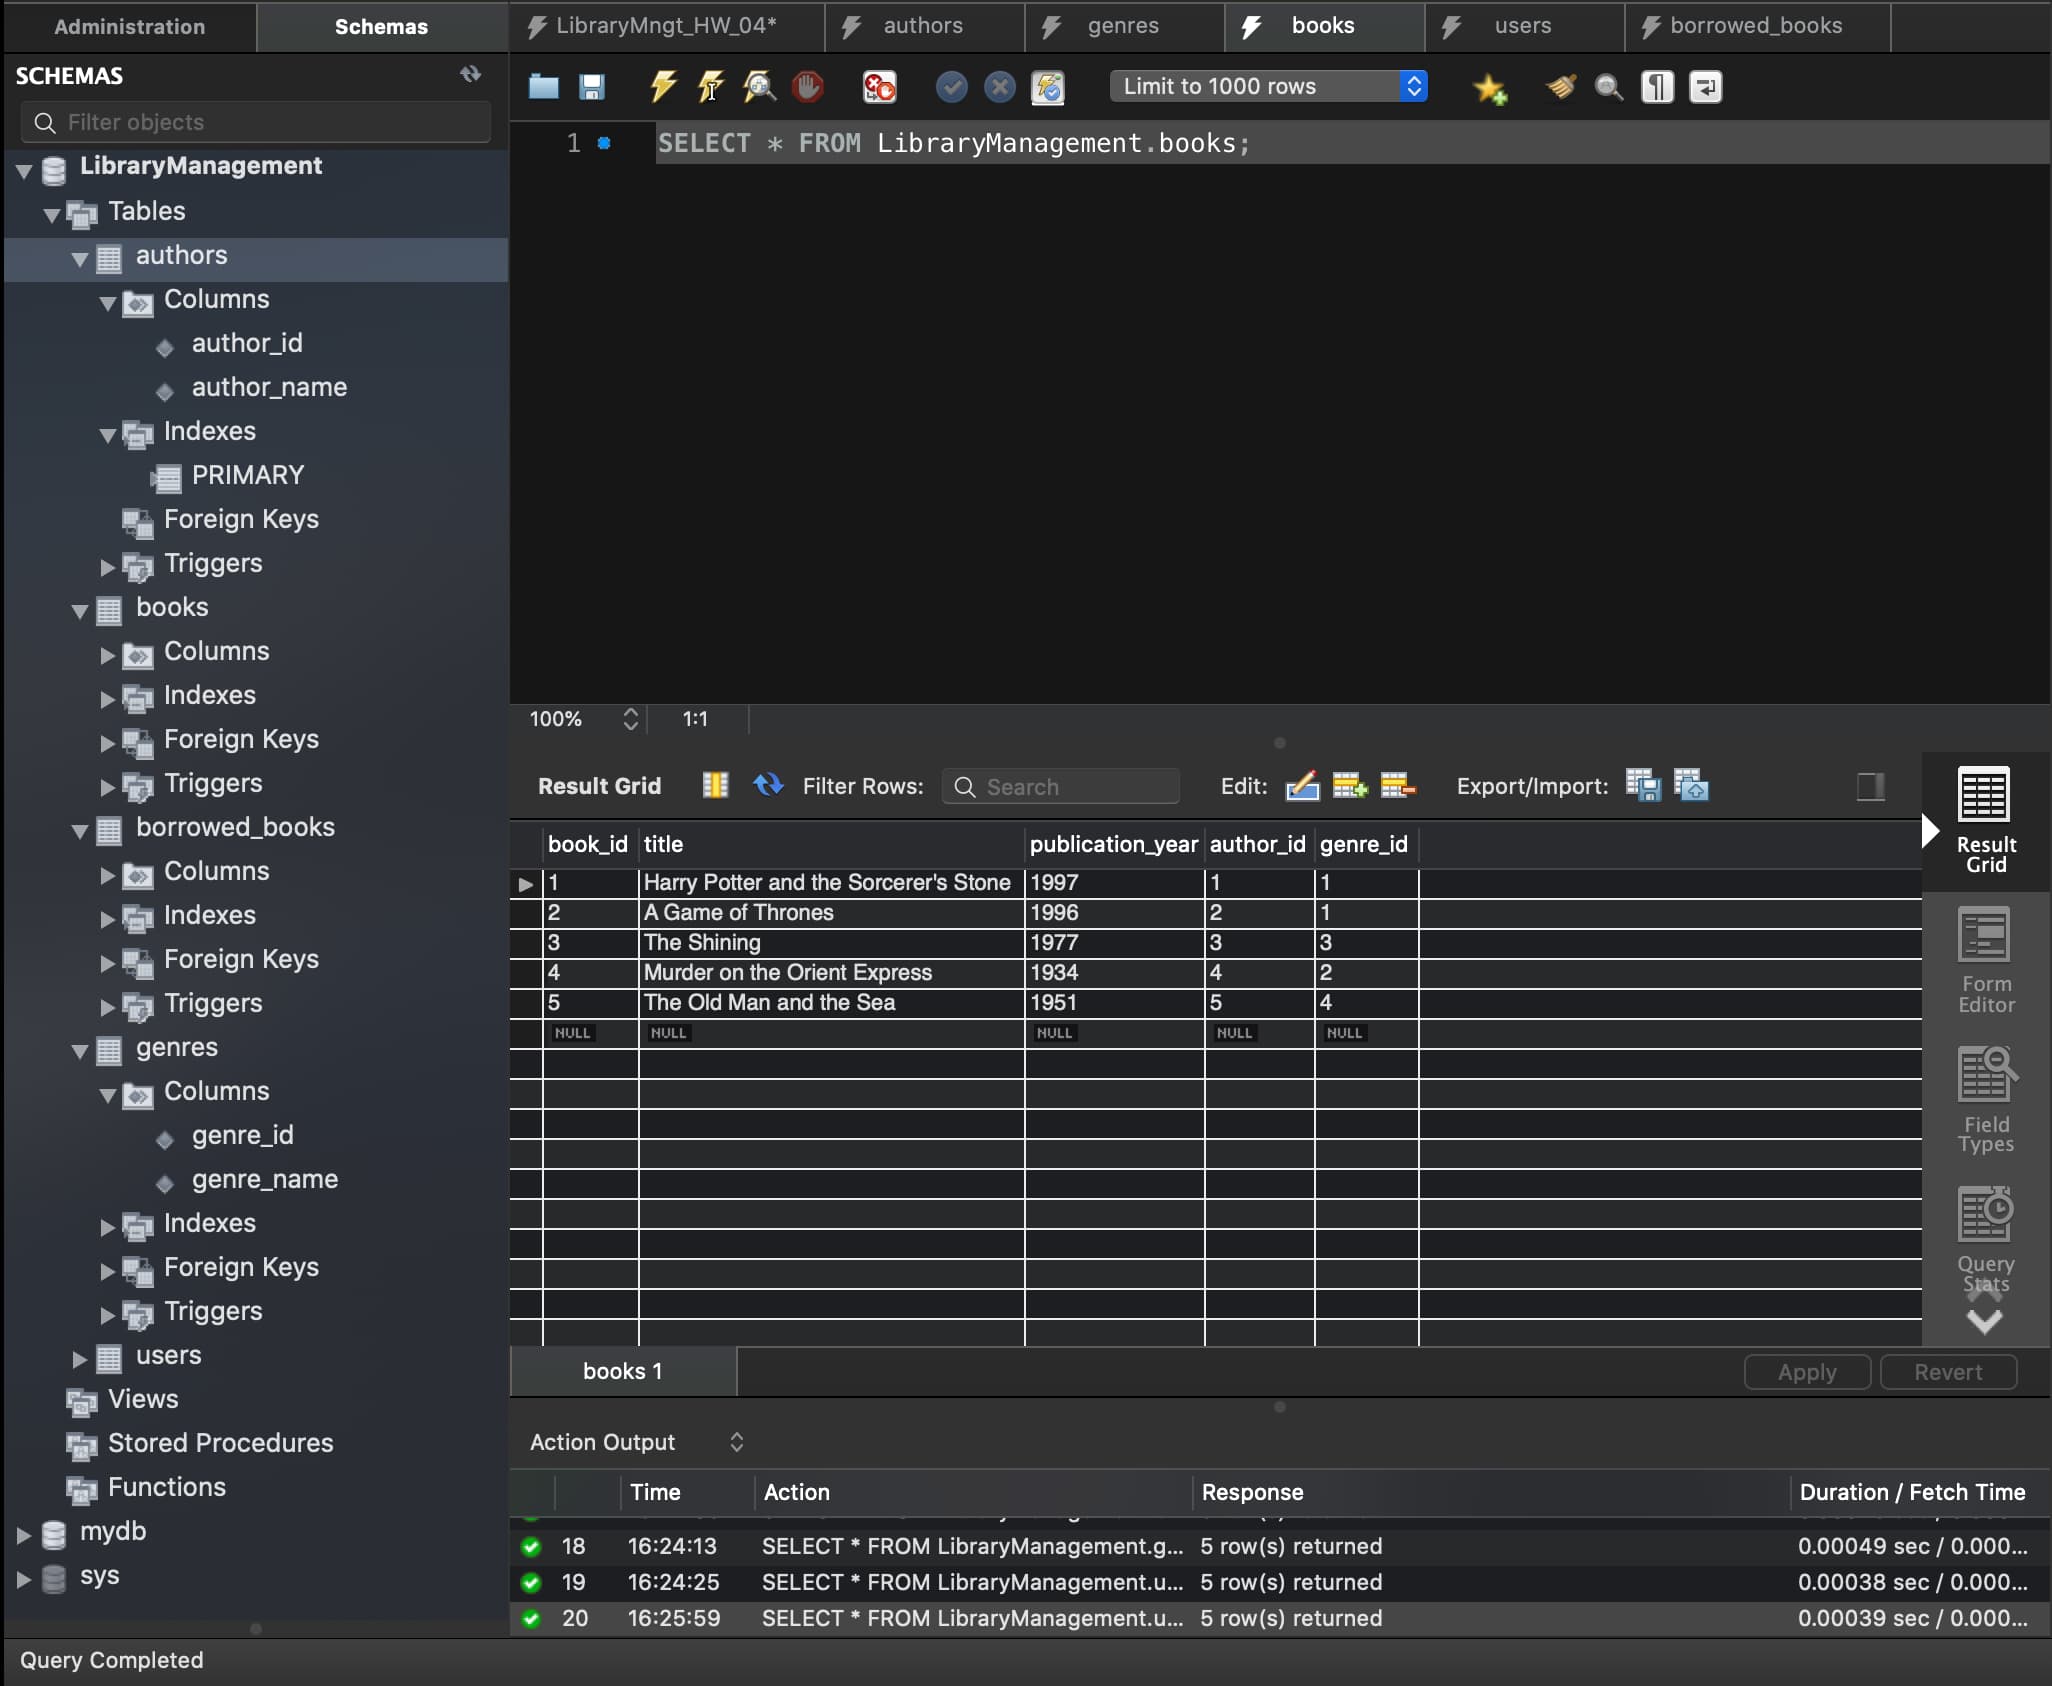 Administration
Schemas
LibraryMngt_HW_04*
authors
genres
books
users
borrowed_books
SCHEMAS
Filter objects
Limit to 1000 rows
1
SELECT * FROM LibraryManagement.books;
LibraryManagement
Tables
authors
Columns
author_id
author_name
Indexes
PRIMARY
Foreign Keys
Triggers
books
Columns
Indexes
Foreign Keys
Triggers
borrowed_books
Columns
Indexes
Foreign Keys
Triggers
genres
Columns
genre_id
genre_name
Indexes
Foreign Keys
Triggers
users
Views
Stored Procedures
Functions
mydb
sys
100%
1:1
Result Grid
Filter Rows:
Search
Edit:
Export/Import:
book_id title publication_year author_id genre_id
1 Harry Potter and the Sorcerer's Stone 1997 1 1
2 A Game of Thrones 1996 2 1
3 The Shining 1977 3 3
4 Murder on the Orient Express 1934 4 2
5 The Old Man and the Sea 1951 5 4
NULL NULL NULL NULL NULL
Result
Grid
Form
Editor
Field
Types
Query
Stats
books 1
Apply
Revert
Action Output
Time Action Response Duration / Fetch Time
18 16:24:13 SELECT * FROM LibraryManagement.g... 5 row(s) returned 0.00049 sec / 0.000...
19 16:24:25 SELECT * FROM LibraryManagement.u... 5 row(s) returned 0.00038 sec / 0.000...
20 16:25:59 SELECT * FROM LibraryManagement.u... 5 row(s) returned 0.00039 sec / 0.000...
Query Completed